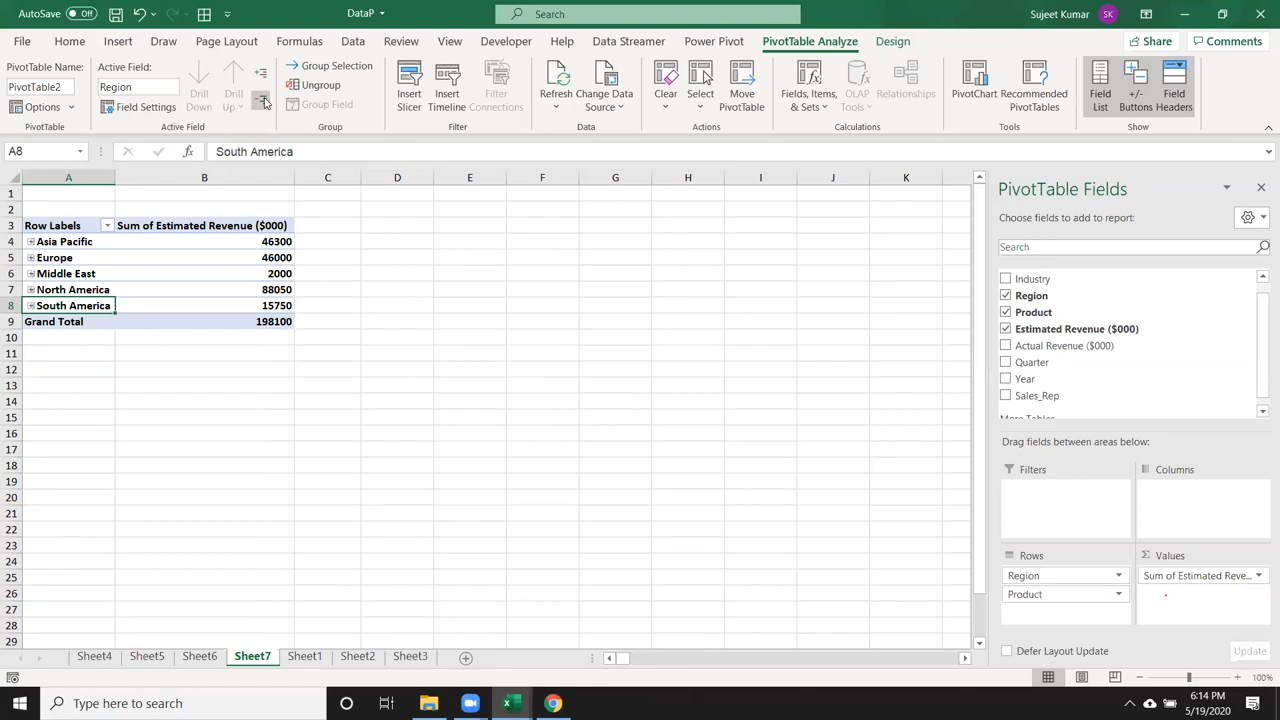 AutoSave Off DataP Search Sujeet Kumar SK
File Home Insert Draw Page Layout Formulas Data Review View Developer Help Data Streamer Power Pivot PivotTable Analyze Design Share Comments
PivotTable Name:
PivotTable2
Options
PivotTable
Active Field:
Region
Field Settings
Drill Down
Drill Up
Active Field
Group Selection
Ungroup
Group Field
Group
Insert Slicer
Insert Timeline
Filter Connections
Filter
Refresh
Change Data Source
Data
Clear
Select
Move PivotTable
Actions
Fields, Items, & Sets
OLAP Tools
Relationships
Calculations
PivotChart
Recommended PivotTables
Tools
Field List
+/- Buttons
Field Headers
Show
A8 fx South America
A B C D E F G H I J K
1
2
3 Row Labels Sum of Estimated Revenue ($000)
4 Asia Pacific 46300
5 Europe 46000
6 Middle East 2000
7 North America 88050
8 South America 15750
9 Grand Total 198100
10
11
12
13
14
15
16
17
18
19
20
21
22
23
24
25
26
27
28
29
PivotTable Fields
Choose fields to add to report:
Search
Industry
Region
Product
Estimated Revenue ($000)
Actual Revenue ($000)
Quarter
Year
Sales_Rep
More Tables
Drag fields between areas below:
Filters
Columns
Rows
Region
Product
Values
Sum of Estimated Reve...
Defer Layout Update
Update
Sheet4 Sheet5 Sheet6 Sheet7 Sheet1 Sheet2 Sheet3
100%
Type here to search
6:14 PM
5/19/2020